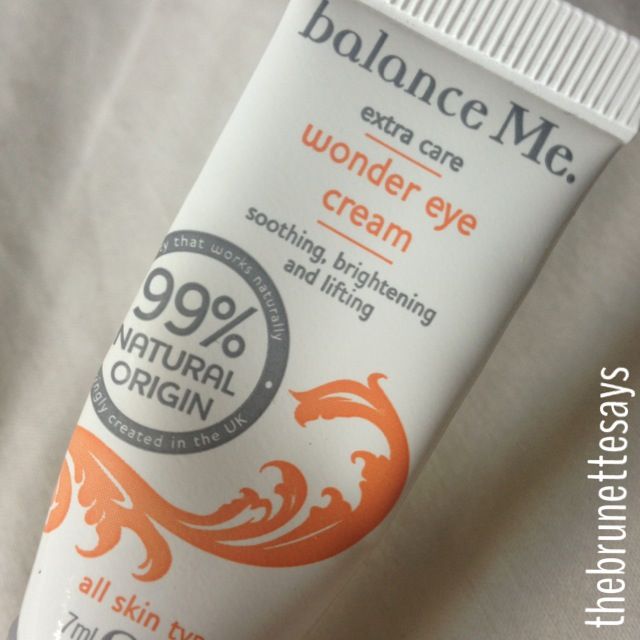 balance Me.
extra care
wonder eye
cream
soothing, brightening
and lifting
that works naturally
99%
NATURAL
ORIGIN
created in the UK
all skin
7ml
thebrunettesays